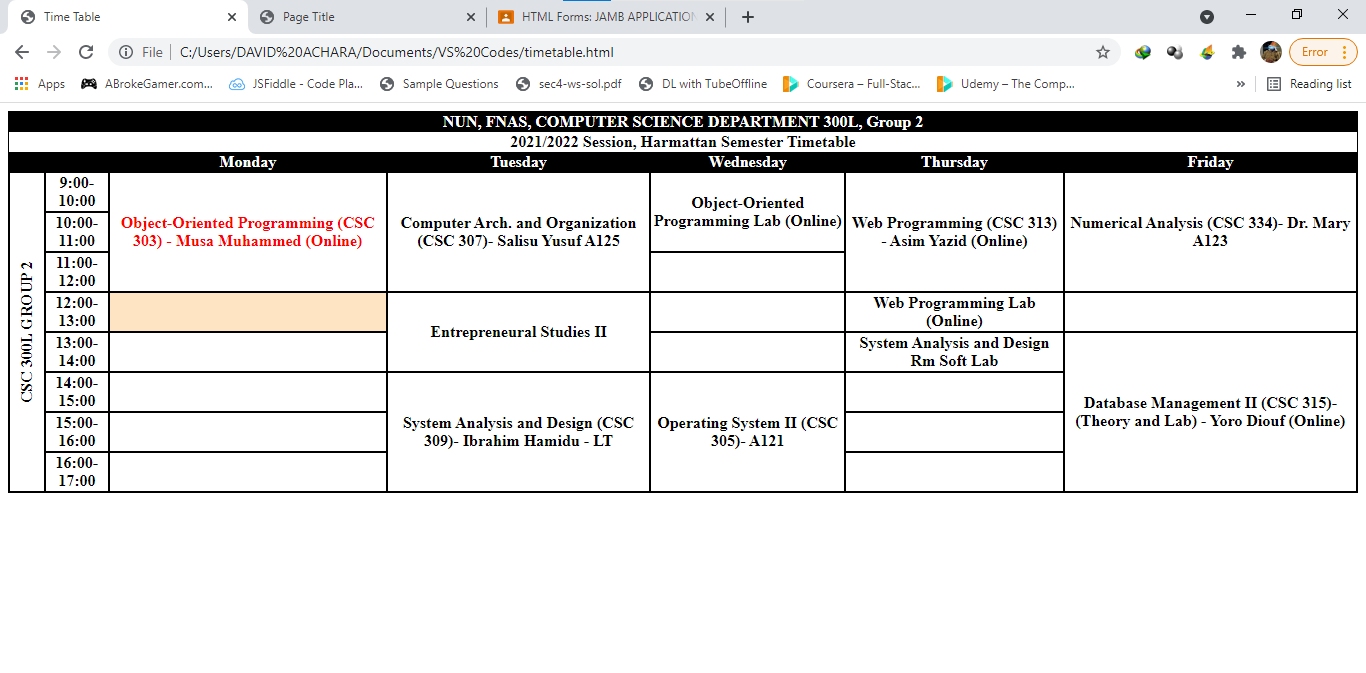 Time Table
Page Title
HTML Forms: JAMB APPLICATION
File
C:/Users/DAVID%20ACHARA/Documents/VS%20Codes/timetable.html
Error
Apps
ABrokeGamer.com...
JSFiddle - Code Pla...
Sample Questions
sec4-ws-sol.pdf
DL with TubeOffline
Coursera – Full-Stac...
Udemy – The Comp...
»
Reading list
NUN, FNAS, COMPUTER SCIENCE DEPARTMENT 300L, Group 2
2021/2022 Session, Harmattan Semester Timetable
Monday
Tuesday
Wednesday
Thursday
Friday
CSC 300L GROUP 2
9:00-
10:00
Object-Oriented Programming (CSC
303) - Musa Muhammed (Online)
Computer Arch. and Organization
(CSC 307)- Salisu Yusuf A125
Object-Oriented
Programming Lab (Online)
Web Programming (CSC 313)
- Asim Yazid (Online)
Numerical Analysis (CSC 334)- Dr. Mary
A123
10:00-
11:00
11:00-
12:00
12:00-
13:00
Entrepreneural Studies II
Web Programming Lab
(Online)
13:00-
14:00
System Analysis and Design
Rm Soft Lab
Database Management II (CSC 315)-
(Theory and Lab) - Yoro Diouf (Online)
14:00-
15:00
System Analysis and Design (CSC
309)- Ibrahim Hamidu - LT
Operating System II (CSC
305)- A121
15:00-
16:00
16:00-
17:00